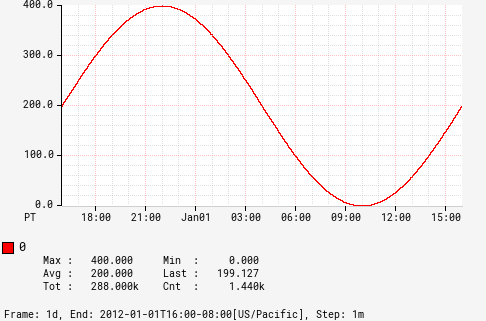 400.0
300.0
200.0
100.0
0.0
PT 18:00 21:00 Jan01 03:00 06:00 09:00 12:00 15:00
0
Max : 400.000 Min : 0.000
Avg : 200.000 Last : 199.127
Tot : 288.000k Cnt : 1.440k
Frame: 1d, End: 2012-01-01T16:00-08:00[US/Pacific], Step: 1m